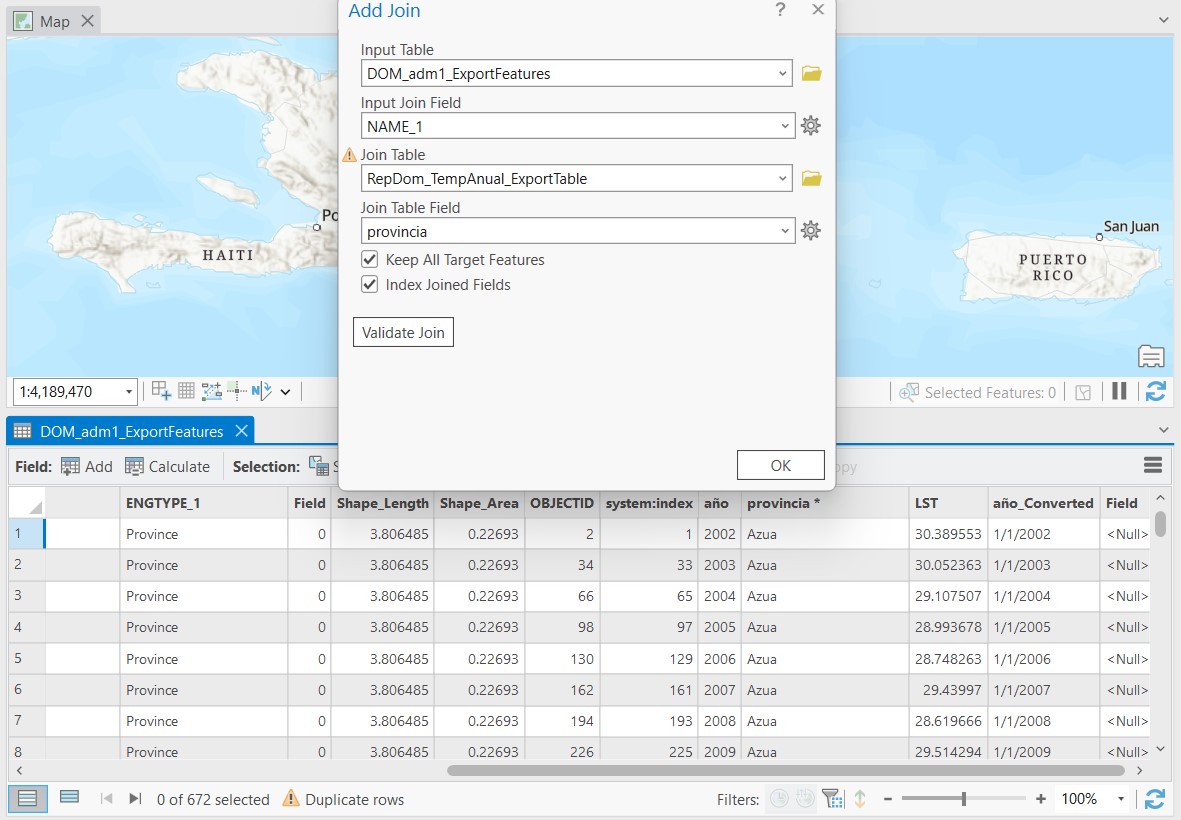 Map
Add Join
?
Input Table
DOM_adm1_ExportFeatures
Input Join Field
NAME_1
Join Table
RepDom_TempAnual_ExportTable
Join Table Field
provincia
Keep All Target Features
Index Joined Fields
Validate Join
OK
Po
HAITI
San Juan
PUERTO
RICO
1:4,189,470
N
Selected Features: 0
DOM_adm1_ExportFeatures
Field: Add Calculate Selection:
ENGTYPE_1 Field Shape_Length Shape_Area OBJECTID system:index año provincia * LST año_Converted Field
1 Province 0 3.806485 0.22693 2 1 2002 Azua 30.389553 1/1/2002 <Null>
2 Province 0 3.806485 0.22693 34 33 2003 Azua 30.052363 1/1/2003 <Null>
3 Province 0 3.806485 0.22693 66 65 2004 Azua 29.107507 1/1/2004 <Null>
4 Province 0 3.806485 0.22693 98 97 2005 Azua 28.993678 1/1/2005 <Null>
5 Province 0 3.806485 0.22693 130 129 2006 Azua 28.748263 1/1/2006 <Null>
6 Province 0 3.806485 0.22693 162 161 2007 Azua 29.43997 1/1/2007 <Null>
7 Province 0 3.806485 0.22693 194 193 2008 Azua 28.619666 1/1/2008 <Null>
8 Province 0 3.806485 0.22693 226 225 2009 Azua 29.514294 1/1/2009 <Null>
0 of 672 selected Duplicate rows Filters: - + 100%